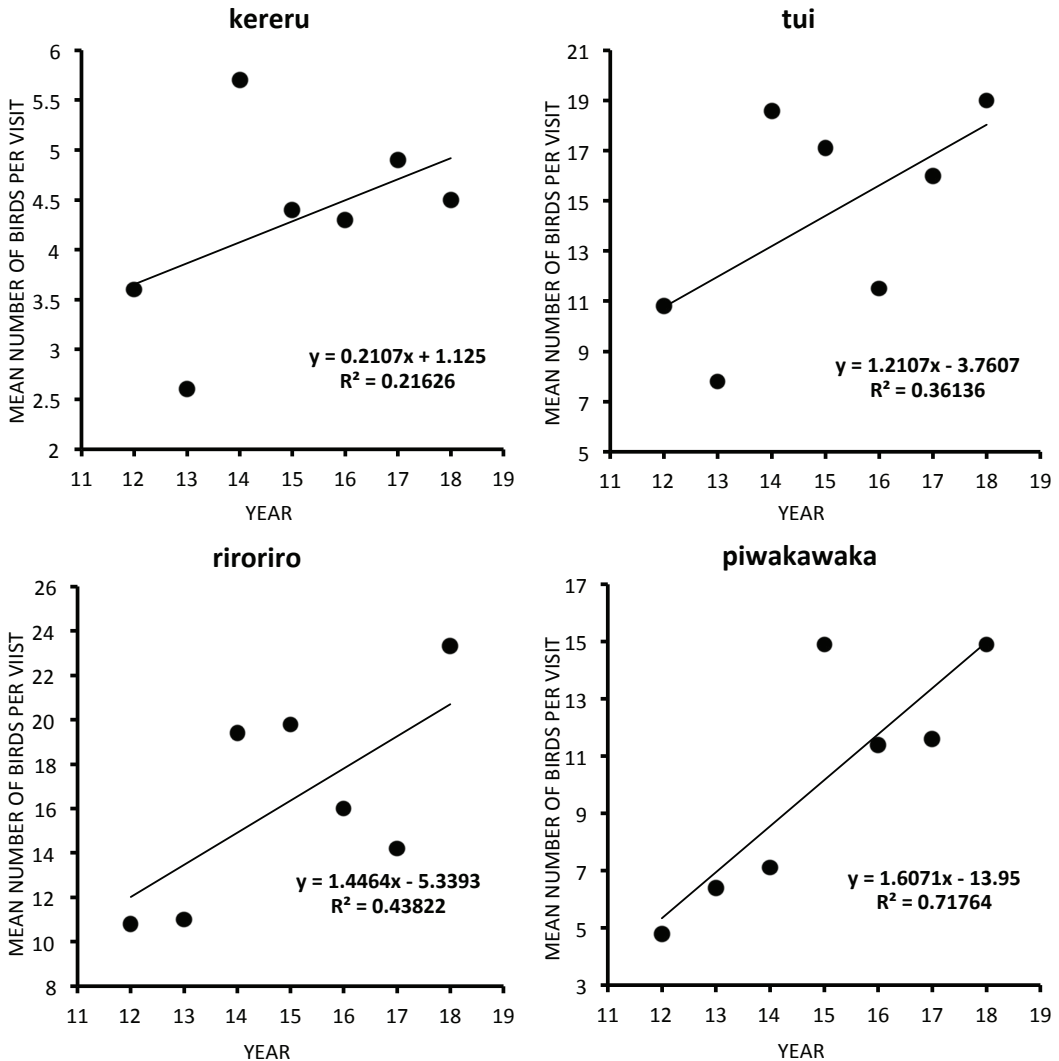 kereru
MEAN NUMBER OF BIRDS PER VISIT
6
5.5
5
4.5
4
3.5
3
2.5
2
y = 0.2107x + 1.125
R² = 0.21626
11 12 13 14 15 16 17 18 19
YEAR
tui
MEAN NUMBER OF BIRDS PER VISIT
21
19
17
15
13
11
9
7
5
y = 1.2107x - 3.7607
R² = 0.36136
11 12 13 14 15 16 17 18 19
YEAR
riroriro
MEAN NUMBER OF BIRDS PER VIIST
26
24
22
20
18
16
14
12
10
8
y = 1.4464x - 5.3393
R² = 0.43822
11 12 13 14 15 16 17 18 19
YEAR
piwakawaka
MEAN NUMBER OF BIRDS PER VISIT
17
15
13
11
9
7
5
3
y = 1.6071x - 13.95
R² = 0.71764
11 12 13 14 15 16 17 18 19
YEAR